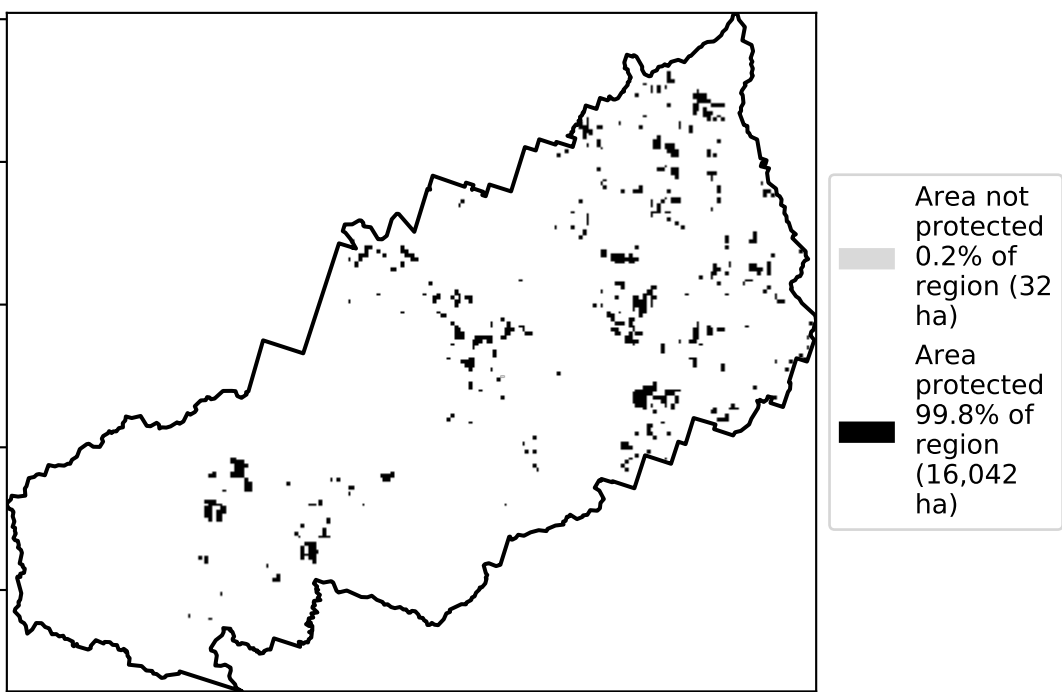 Area not
protected
0.2% of
region (32
ha)
Area
protected
99.8% of
region
(16,042
ha)